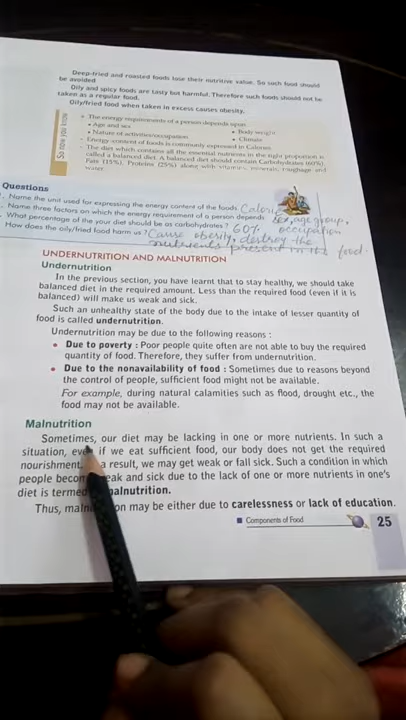 Deep-fried and roasted foods lose their nutritive value. So such food should
be avoided
Oily and spicy foods are tasty but harmful. Therefore such foods should not be
taken as a regular food.
Oily/fried food when taken in excess causes obesity.
So now you know
• The energy requirements of a person depends upon
• Age and sex • Body weight
• Nature of activities/occupation • Climate
Energy content of foods is commonly expressed in Calories
The diet which contains all the essential nutrients in the right proportion is
called a balanced diet. A balanced diet should contain Carbohydrates (60%)
Fats (15%), Proteins (25%) along with vitamins, minerals, roughage and
water
Questions
Name the unit used for expressing the energy content of the foods Calorie
Name three factors on which the energy requirement of a person depends sex, age group,
occupation
What percentage of your diet should be as carbohydrates? 60%
How does the oily/fried food harm us? Cause obesity, destroy the
nutrients present in the food.
UNDERNUTRITION AND MALNUTRITION
Undernutrition
In the previous section, you have learnt that to stay healthy, we should take
balanced diet in the required amount. Less than the required food (even if it is
balanced) will make us weak and sick.
Such an unhealthy state of the body due to the intake of lesser quantity of
food is called undernutrition.
Undernutrition may be due to the following reasons :
• Due to poverty : Poor people quite often are not able to buy the required
quantity of food. Therefore, they suffer from undernutrition.
• Due to the nonavailability of food : Sometimes due to reasons beyond
the control of people, sufficient food might not be available.
For example, during natural calamities such as flood, drought etc., the
food may not be available.
Malnutrition
Sometimes, our diet may be lacking in one or more nutrients. In such a
situation, even if we eat sufficient food, our body does not get the required
nourishment. a result, we may get weak or fall sick. Such a condition in which
people become weak and sick due to the lack of one or more nutrients in one's
diet is termed malnutrition.
Thus, malnutrition may be either due to carelessness or lack of education.
■ Components of Food 25